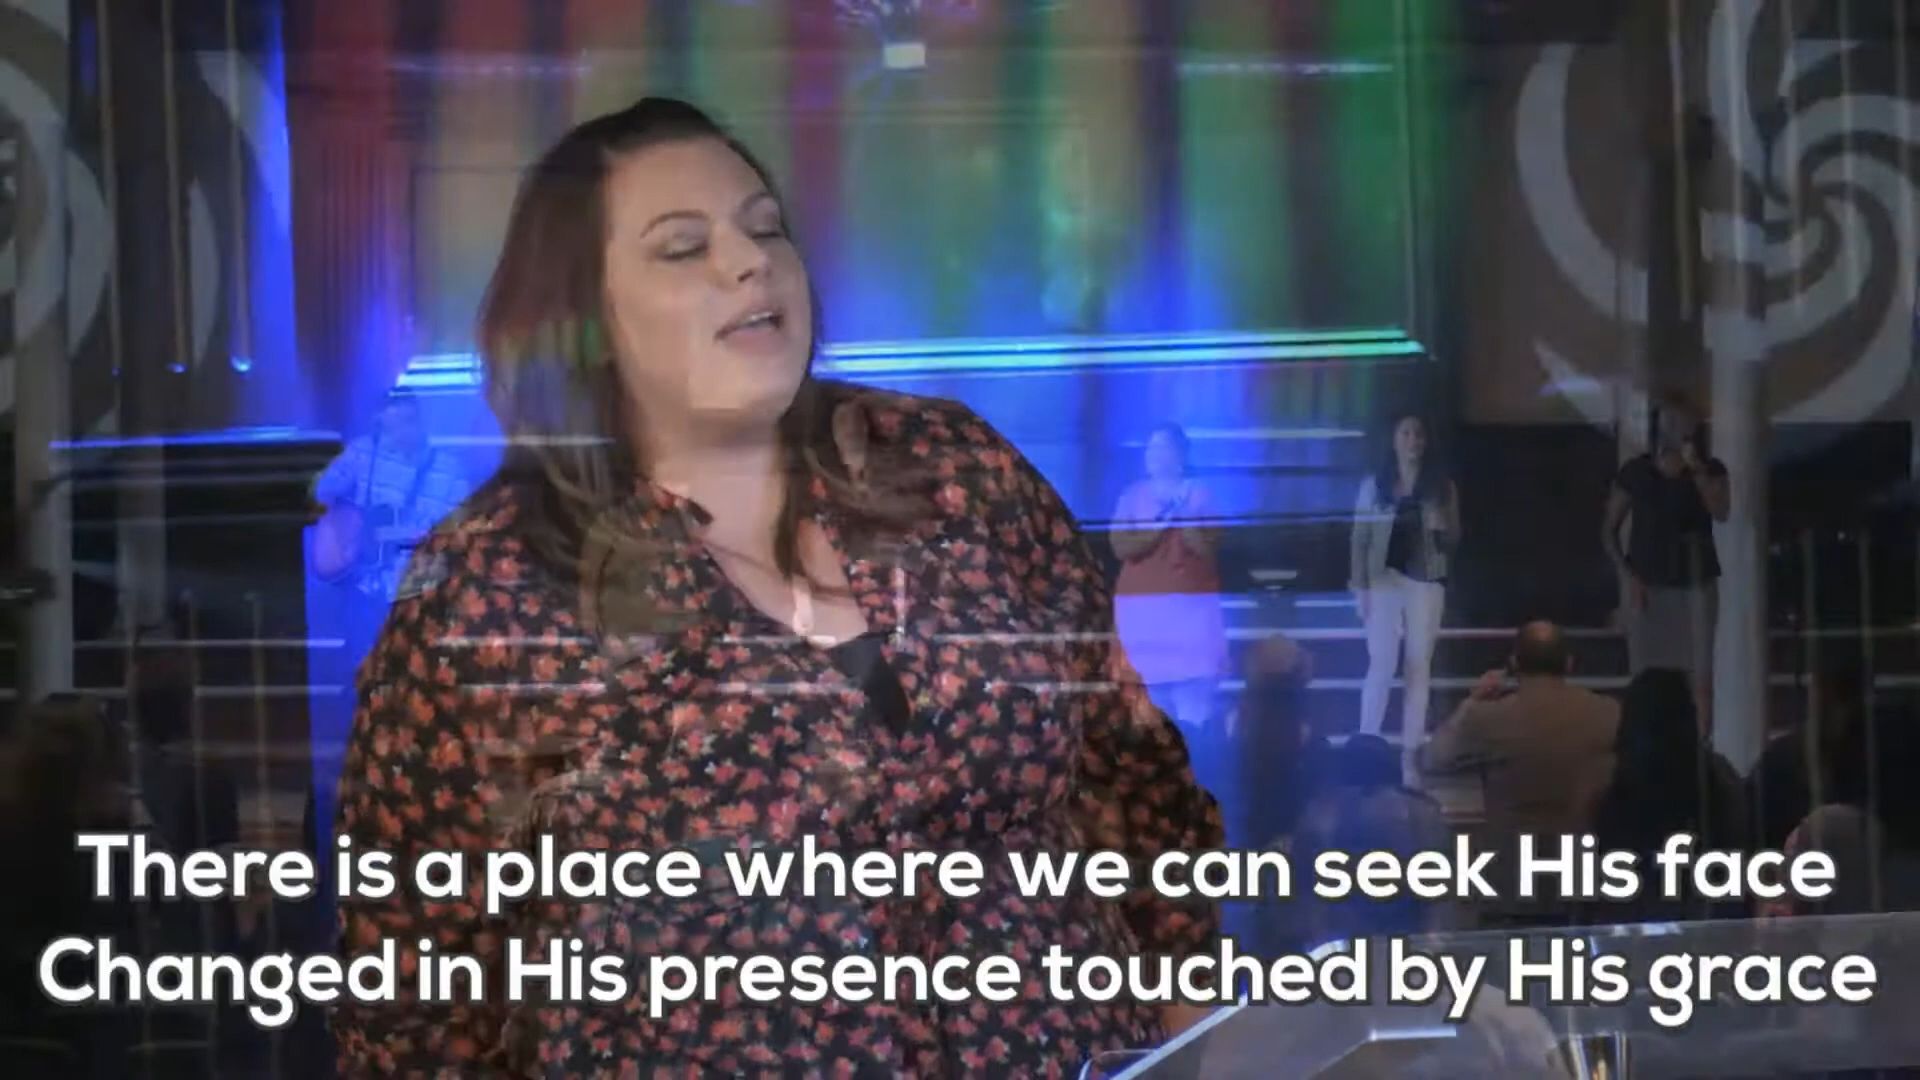 There is a place where we can seek His face
Changed in His presence touched by His grace